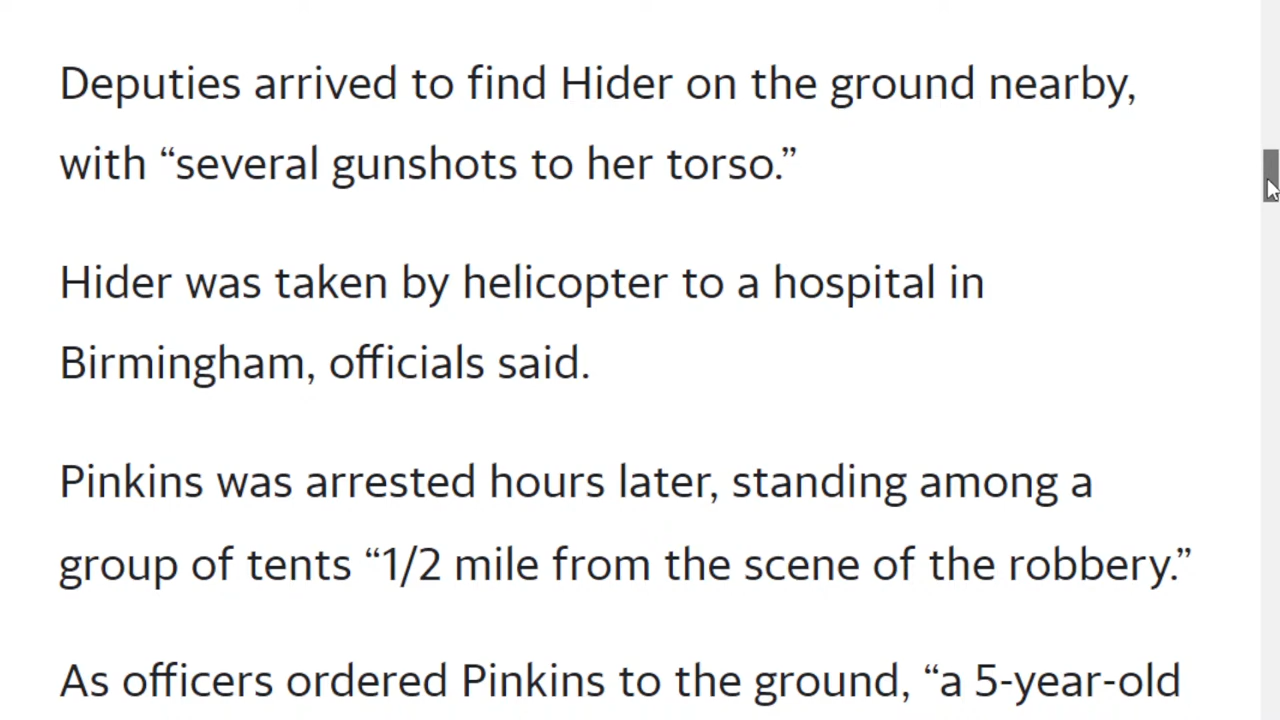 Deputies arrived to find Hider on the ground nearby,
with “several gunshots to her torso.”
Hider was taken by helicopter to a hospital in
Birmingham, officials said.
Pinkins was arrested hours later, standing among a
group of tents “1/2 mile from the scene of the robbery.”
As officers ordered Pinkins to the ground, “a 5-year-old